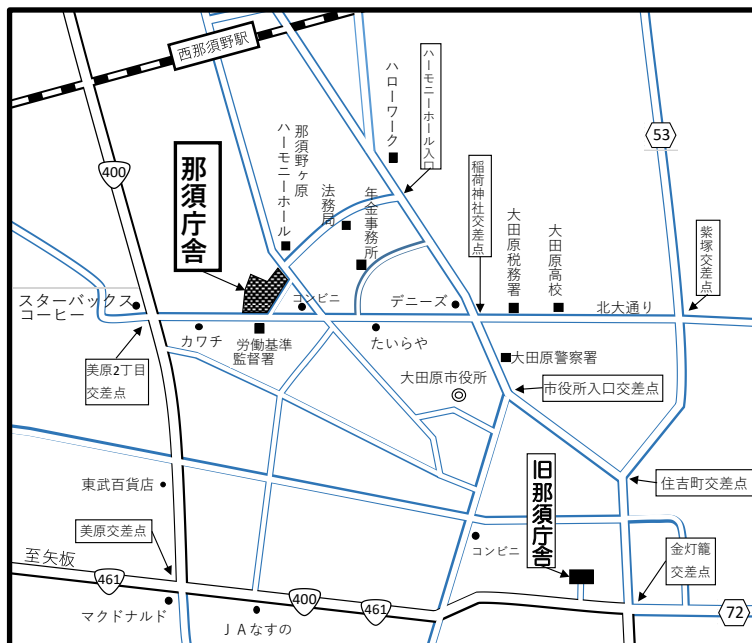 西那須野駅
ハローワーク
ハーモニーホール入口
53
400
那須庁舎
那須野ヶ原
ハーモニーホール
法務局
年金事務所
稲荷神社交差点
大田原税務署
大田原高校
紫塚交差点
スターバックス
コーヒー
コンビニ
デニーズ
北大通り
カワチ
労働基準
監督署
たいらや
美原2丁目
交差点
大田原警察署
大田原市役所
市役所入口交差点
東武百貨店
旧那須庁舎
住吉町交差点
美原交差点
コンビニ
金灯籠
交差点
至矢板
461
400
461
72
マクドナルド
ＪＡなすの